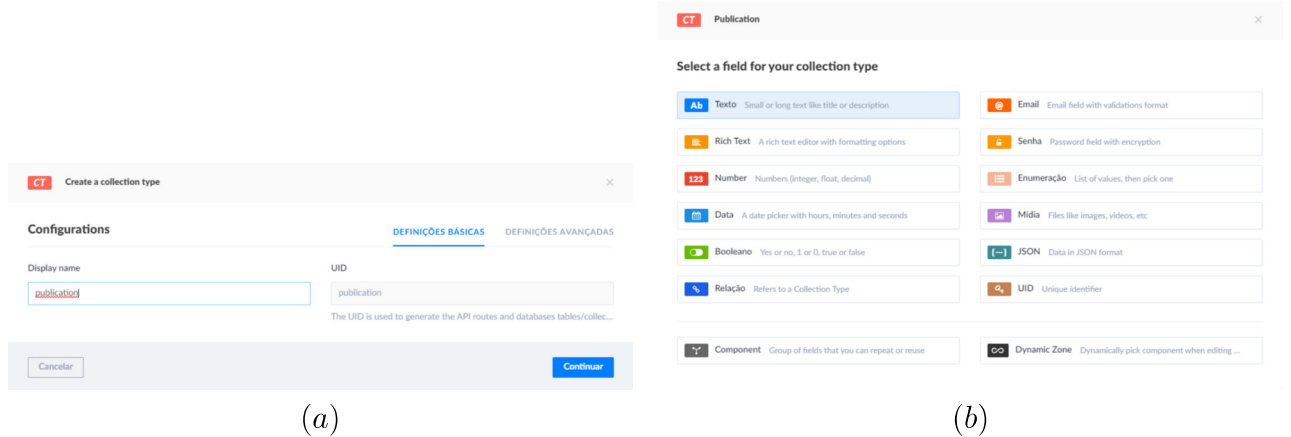 CT Create a collection type ×
Configurations
DEFINIÇÕES BÁSICAS DEFINIÇÕES AVANÇADAS
Display name UID
publication publication
The UID is used to generate the API routes and databases tables/collec...
Cancelar Continuar
(a)
CT Publication ×
Select a field for your collection type
Ab Texto Small or long text like title or description
@ Email Email field with validations format
Rich Text A rich text editor with formatting options
Senha Password field with encryption
123 Number Numbers (integer, float, decimal)
Enumeração List of values, then pick one
Data A date picker with hours, minutes and seconds
Mídia Files like images, videos, etc
Booleano Yes or no, 1 or 0, true or false
{···} JSON Data in JSON format
Relação Refers to a Collection Type
UID Unique identifier
Component Group of fields that you can repeat or reuse
Dynamic Zone Dynamically pick component when editing ...
(b)